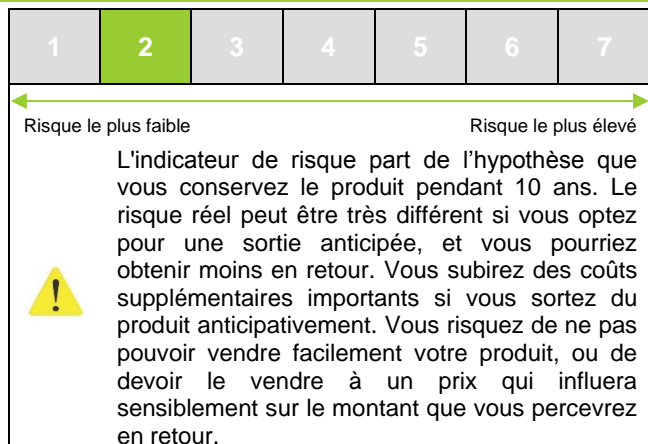 1 2 3 4 5 6 7
Risque le plus faible Risque le plus élevé
L'indicateur de risque part de l’hypothèse que
vous conservez le produit pendant 10 ans. Le
risque réel peut être très différent si vous optez
pour une sortie anticipée, et vous pourriez
obtenir moins en retour. Vous subirez des coûts
supplémentaires importants si vous sortez du
produit anticipativement. Vous risquez de ne pas
pouvoir vendre facilement votre produit, ou de
devoir le vendre à un prix qui influera
sensiblement sur le montant que vous percevrez
en retour.